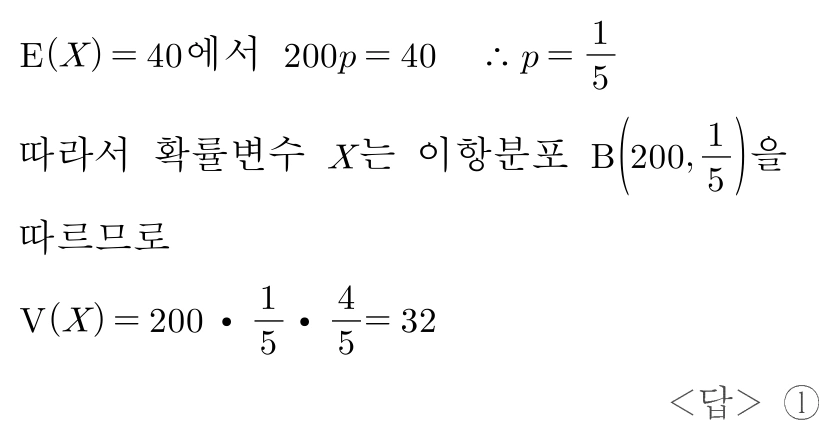 E(X) = 40에서 200p = 40 ∴ p = 1/5
따라서 확률변수 X는 이항분포 B(200, 1/5)을
따르므로
V(X) = 200 • 1/5 • 4/5 = 32
<답> ①